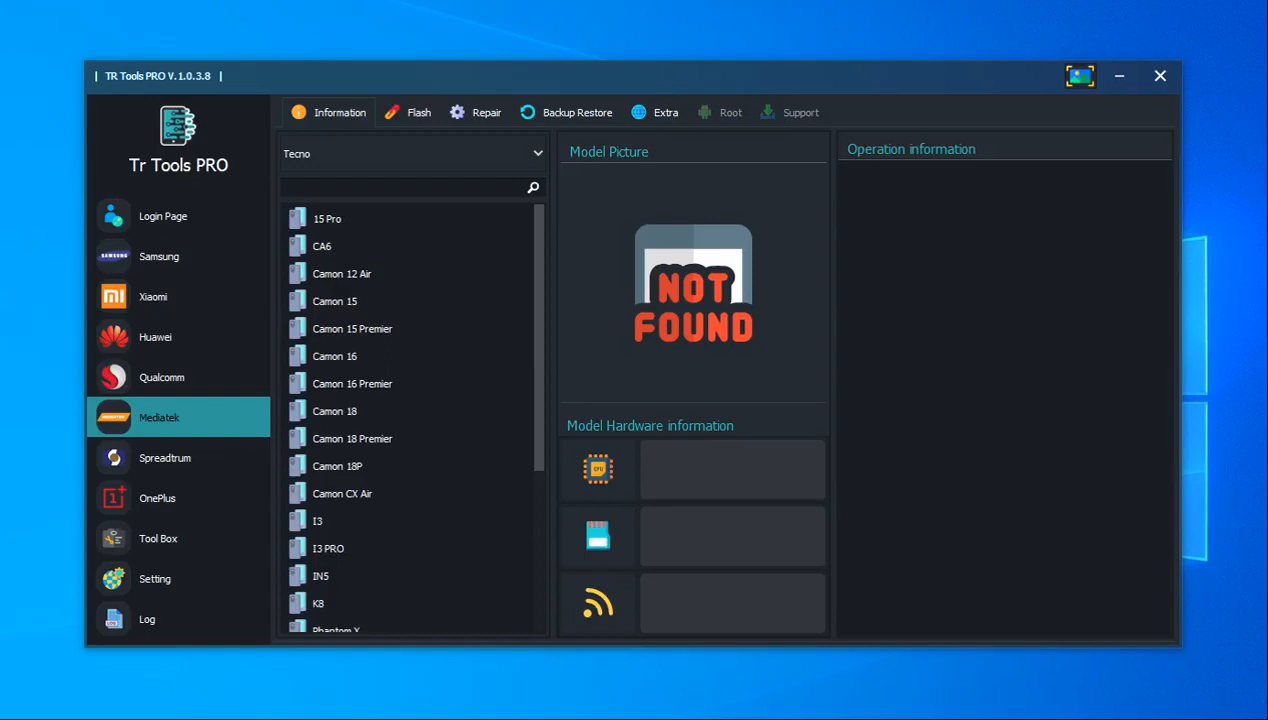 | TR Tools PRO V.1.0.3.8 |
Tr Tools PRO
Login Page
SAMSUNG
Samsung
Xiaomi
Huawei
Qualcomm
Mediatek
Spreadtrum
OnePlus
Tool Box
Setting
Log
Information
Flash
Repair
Backup Restore
Extra
Root
Support
Tecno
15 Pro
CA6
Camon 12 Air
Camon 15
Camon 15 Premier
Camon 16
Camon 16 Premier
Camon 18
Camon 18 Premier
Camon 18P
Camon CX Air
I3
I3 PRO
IN5
K8
Phantom X
Model Picture
NOT
FOUND
Model Hardware information
CPU
Operation information